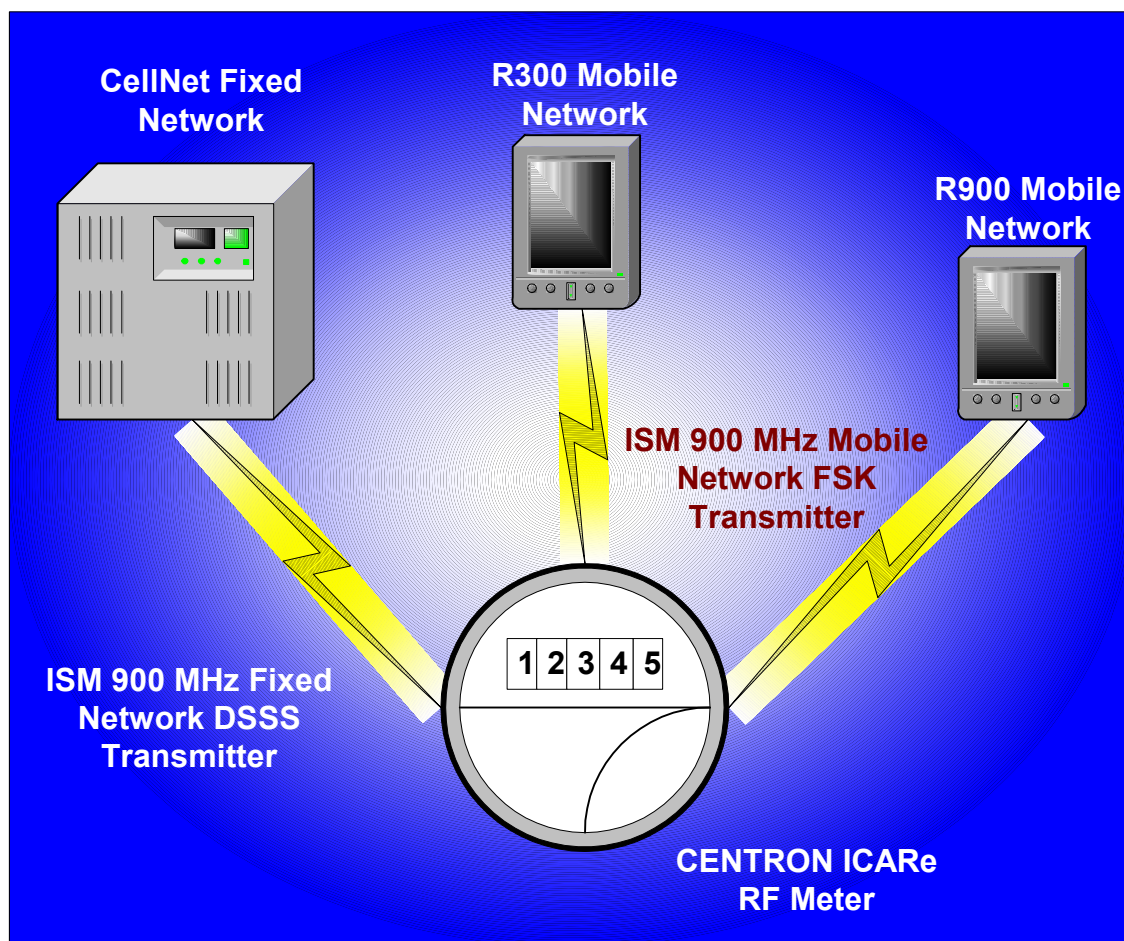 CellNet Fixed
Network
R300 Mobile
Network
R900 Mobile
Network
ISM 900 MHz Mobile
Network FSK
Transmitter
1 2 3 4 5
ISM 900 MHz Fixed
Network DSSS
Transmitter
CENTRON ICARe
RF Meter